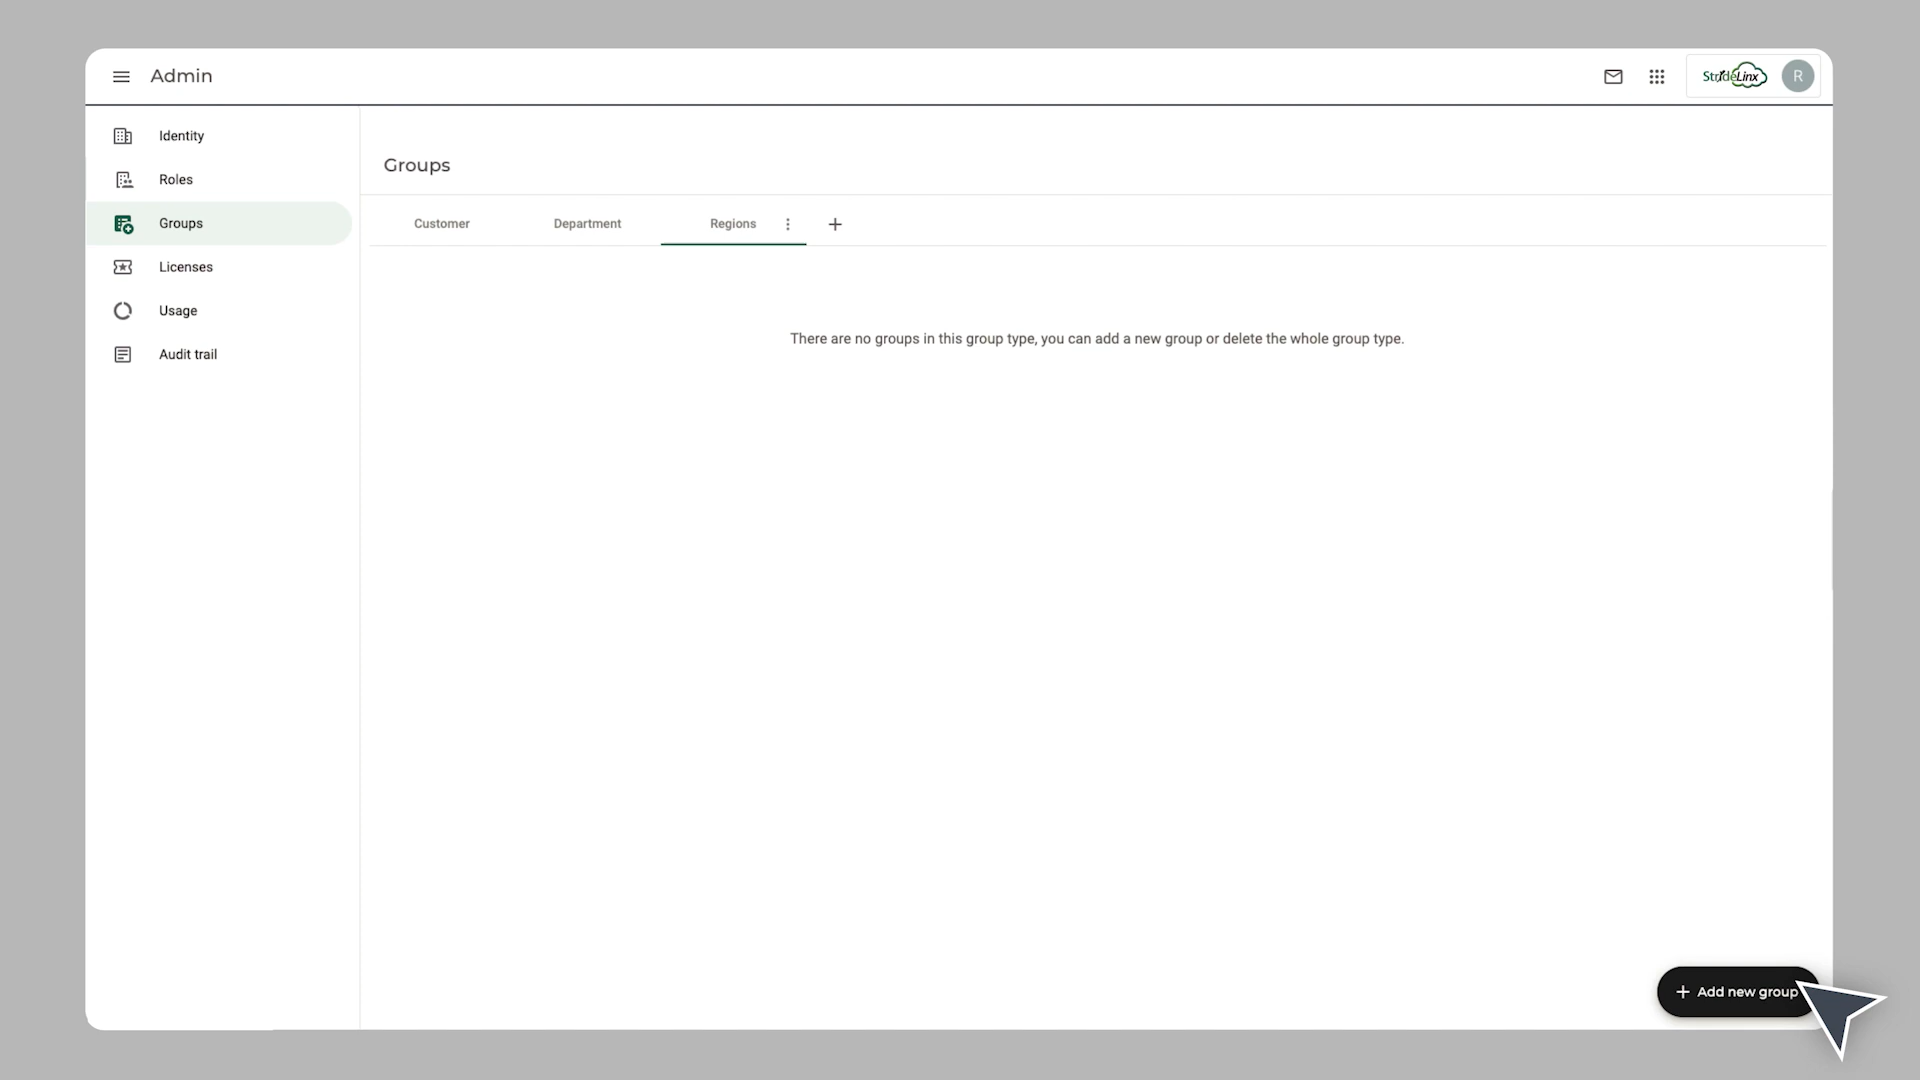 Admin
StrideLinx
R
Identity
Roles
Groups
Licenses
Usage
Audit trail
Groups
Customer
Department
Regions
There are no groups in this group type, you can add a new group or delete the whole group type.
Add new group